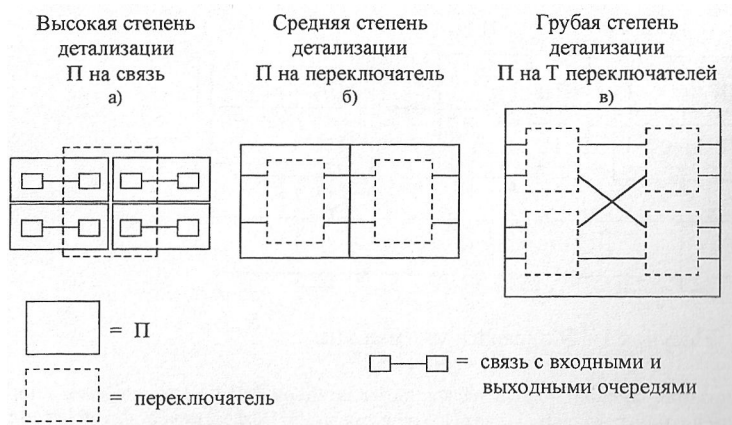 Высокая степень
детализации
П на связь
а)
Средняя степень
детализации
П на переключатель
б)
Грубая степень
детализации
П на Т переключателей
в)
= П
= переключатель
= связь с входными и
выходными очередями